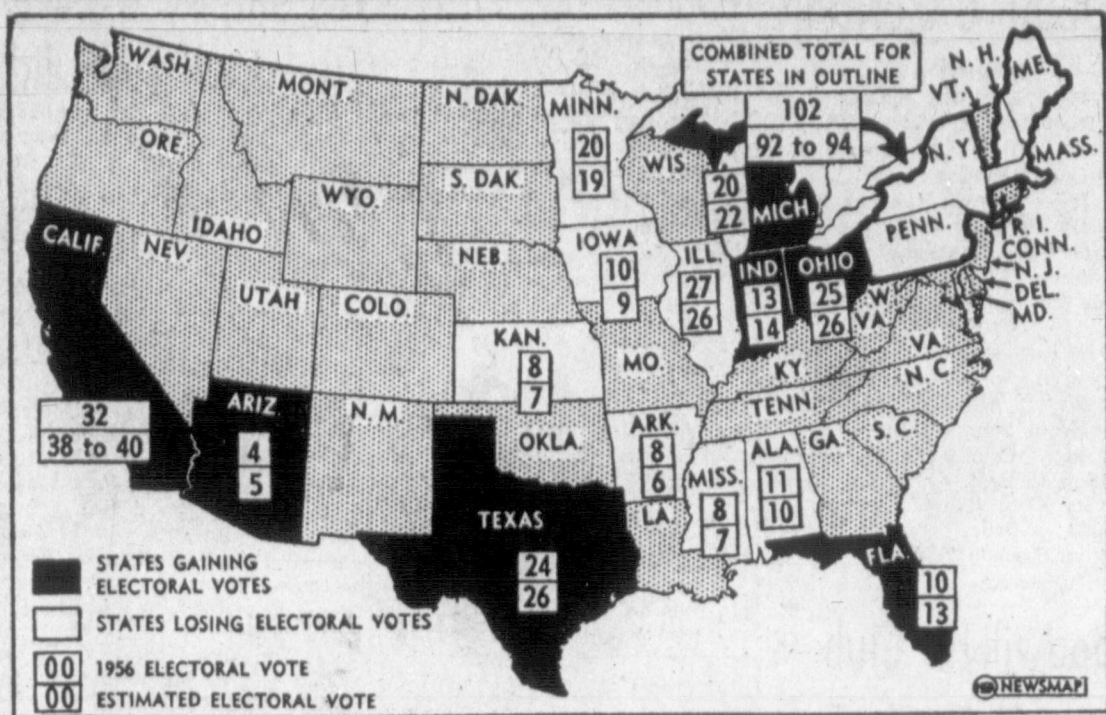 COMBINED TOTAL FOR
STATES IN OUTLINE
102
92 to 94
WASH.
MONT.
N. DAK.
MINN.
20
19
N. H.
VT.
ME.
ORE.
IDAHO
WYO.
S. DAK.
WIS.
20
22
MICH.
N. Y.
MASS.
CALIF.
32
38 to 40
NEV.
UTAH
COLO.
NEB.
IOWA
10
9
ILL.
27
26
IND
13
14
OHIO
25
26
PENN.
R. I.
CONN.
N. J.
DEL.
MD.
W.
VA.
VA.
KAN.
8
7
MO.
KY.
N. C.
ARIZ.
4
5
N. M.
OKLA.
ARK.
8
6
TENN.
S. C.
TEXAS
24
26
LA.
MISS.
8
7
ALA.
11
10
GA.
FLA.
10
13
STATES GAINING
ELECTORAL VOTES
STATES LOSING ELECTORAL VOTES
00 1956 ELECTORAL VOTE
00 ESTIMATED ELECTORAL VOTE
NEWSMAP